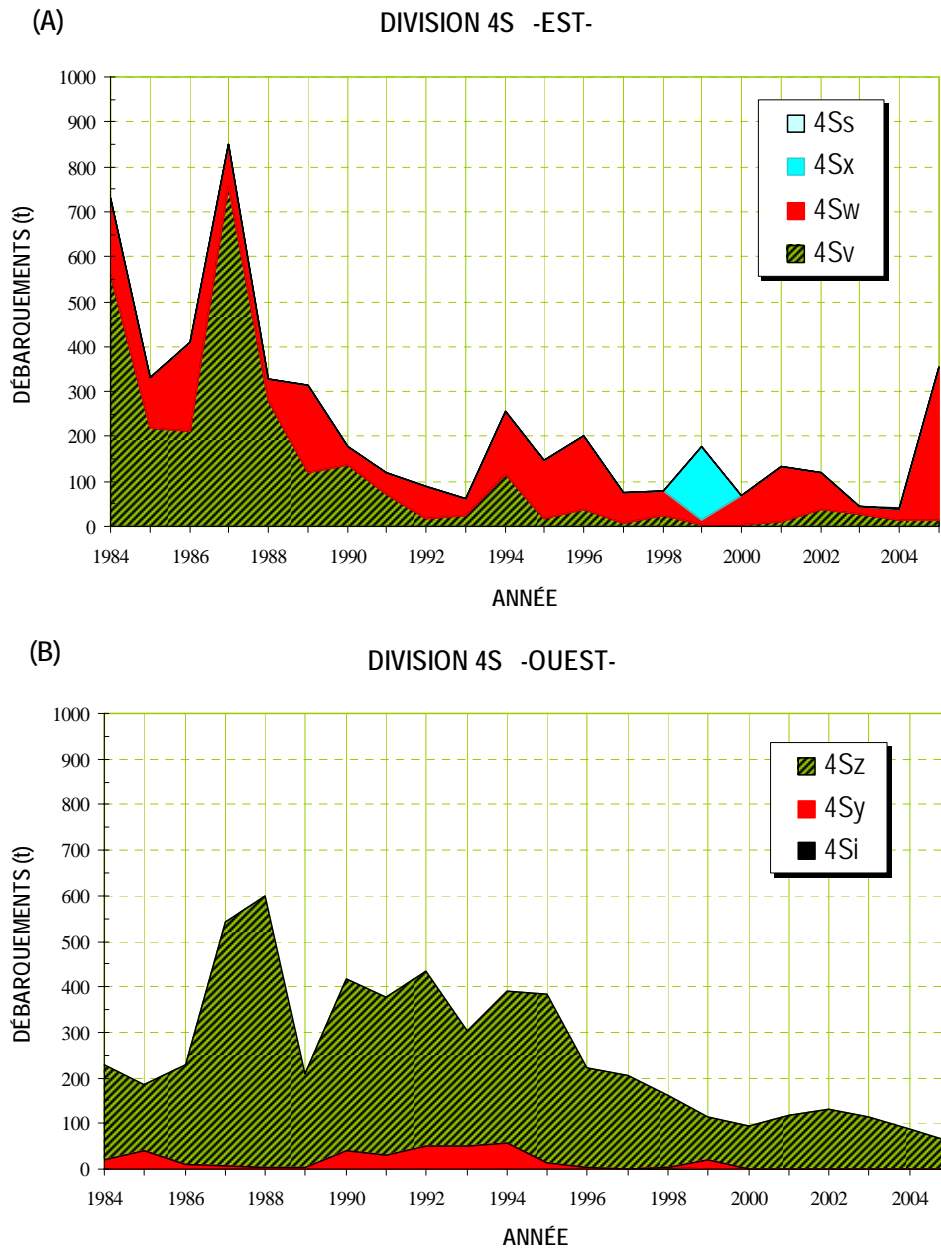 (A)
DIVISION 4S -EST-
1000
900
800
700
600
500
400
300
200
100
0
DÉBARQUEMENTS (t)
4Ss
4Sx
4Sw
4Sv
1984 1986 1988 1990 1992 1994 1996 1998 2000 2002 2004
ANNÉE
(B)
DIVISION 4S -OUEST-
1000
900
800
700
600
500
400
300
200
100
0
DÉBARQUEMENTS (t)
4Sz
4Sy
4Si
1984 1986 1988 1990 1992 1994 1996 1998 2000 2002 2004
ANNÉE